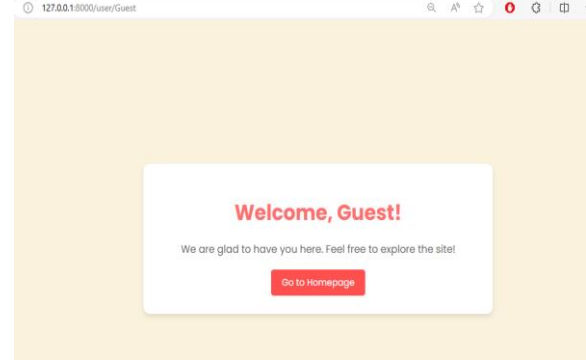 127.0.0.1:8000/user/Guest
Welcome, Guest!
We are glad to have you here. Feel free to explore the site!
Go to Homepage